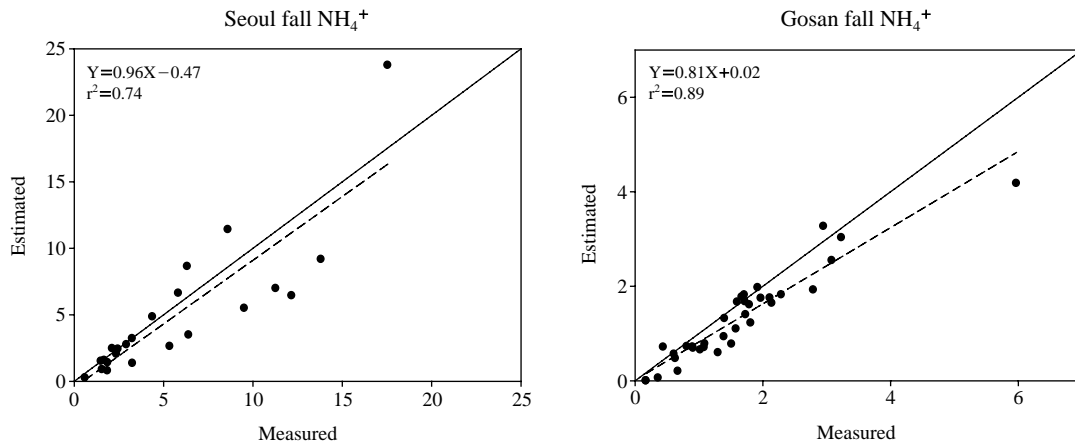 Seoul fall NH₄⁺
Y=0.96X−0.47
r²=0.74
25
20
15
10
5
0
Estimated
0 5 10 15 20 25
Measured
Gosan fall NH₄⁺
Y=0.81X+0.02
r²=0.89
6
4
2
0
Estimated
0 2 4 6
Measured